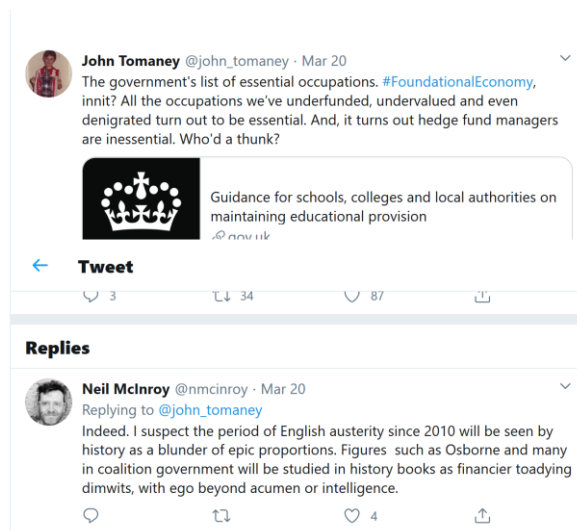 John Tomaney @john_tomaney · Mar 20
The government's list of essential occupations. #FoundationalEconomy,
innit? All the occupations we've underfunded, undervalued and even
denigrated turn out to be essential. And, it turns out hedge fund managers
are inessential. Who'd a thunk?
Guidance for schools, colleges and local authorities on
maintaining educational provision
gov.uk
Tweet
3 34 87
Replies
Neil McInroy @nmcinroy · Mar 20
Replying to @john_tomaney
Indeed. I suspect the period of English austerity since 2010 will be seen by
history as a blunder of epic proportions. Figures such as Osborne and many
in coalition government will be studied in history books as financier toadying
dimwits, with ego beyond acumen or intelligence.
4